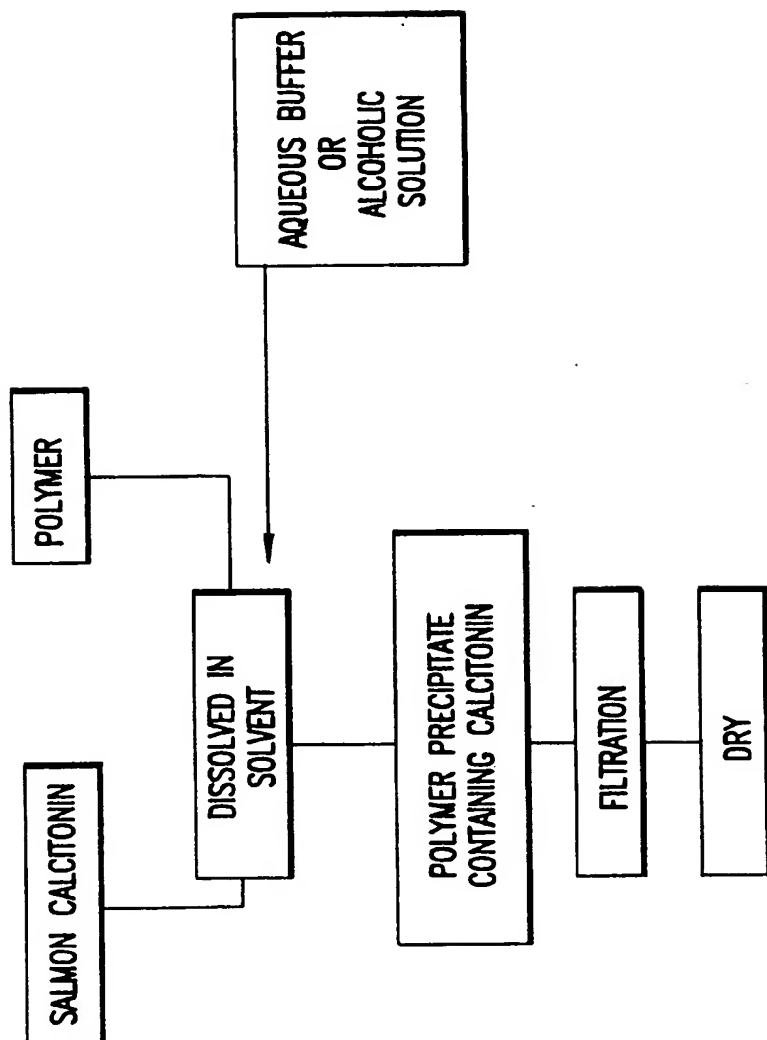 SALMON CALCITONIN
POLYMER
DISSOLVED IN
SOLVENT
AQUEOUS BUFFER
OR
ALCOHOLIC
SOLUTION
POLYMER PRECIPITATE
CONTAINING CALCITONIN
FILTRATION
DRY